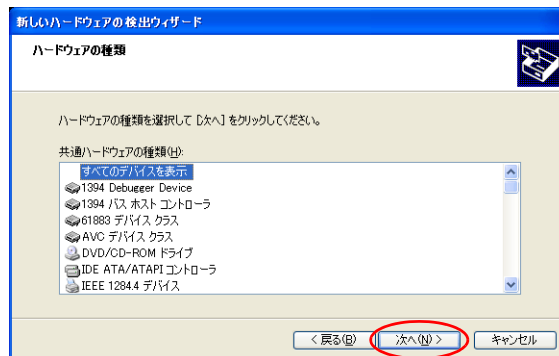 新しいハードウェアの検出ウィザード
ハードウェアの種類
ハードウェアの種類を選択して [次へ] をクリックしてください。
共通ハードウェアの種類(H):
すべてのデバイスを表示
1394 Debugger Device
1394 バス ホスト コントローラ
61883 デバイス クラス
AVC デバイス クラス
DVD/CD-ROM ドライブ
IDE ATA/ATAPI コントローラ
IEEE 1284.4 デバイス
< 戻る(B) 次へ(N) > キャンセル